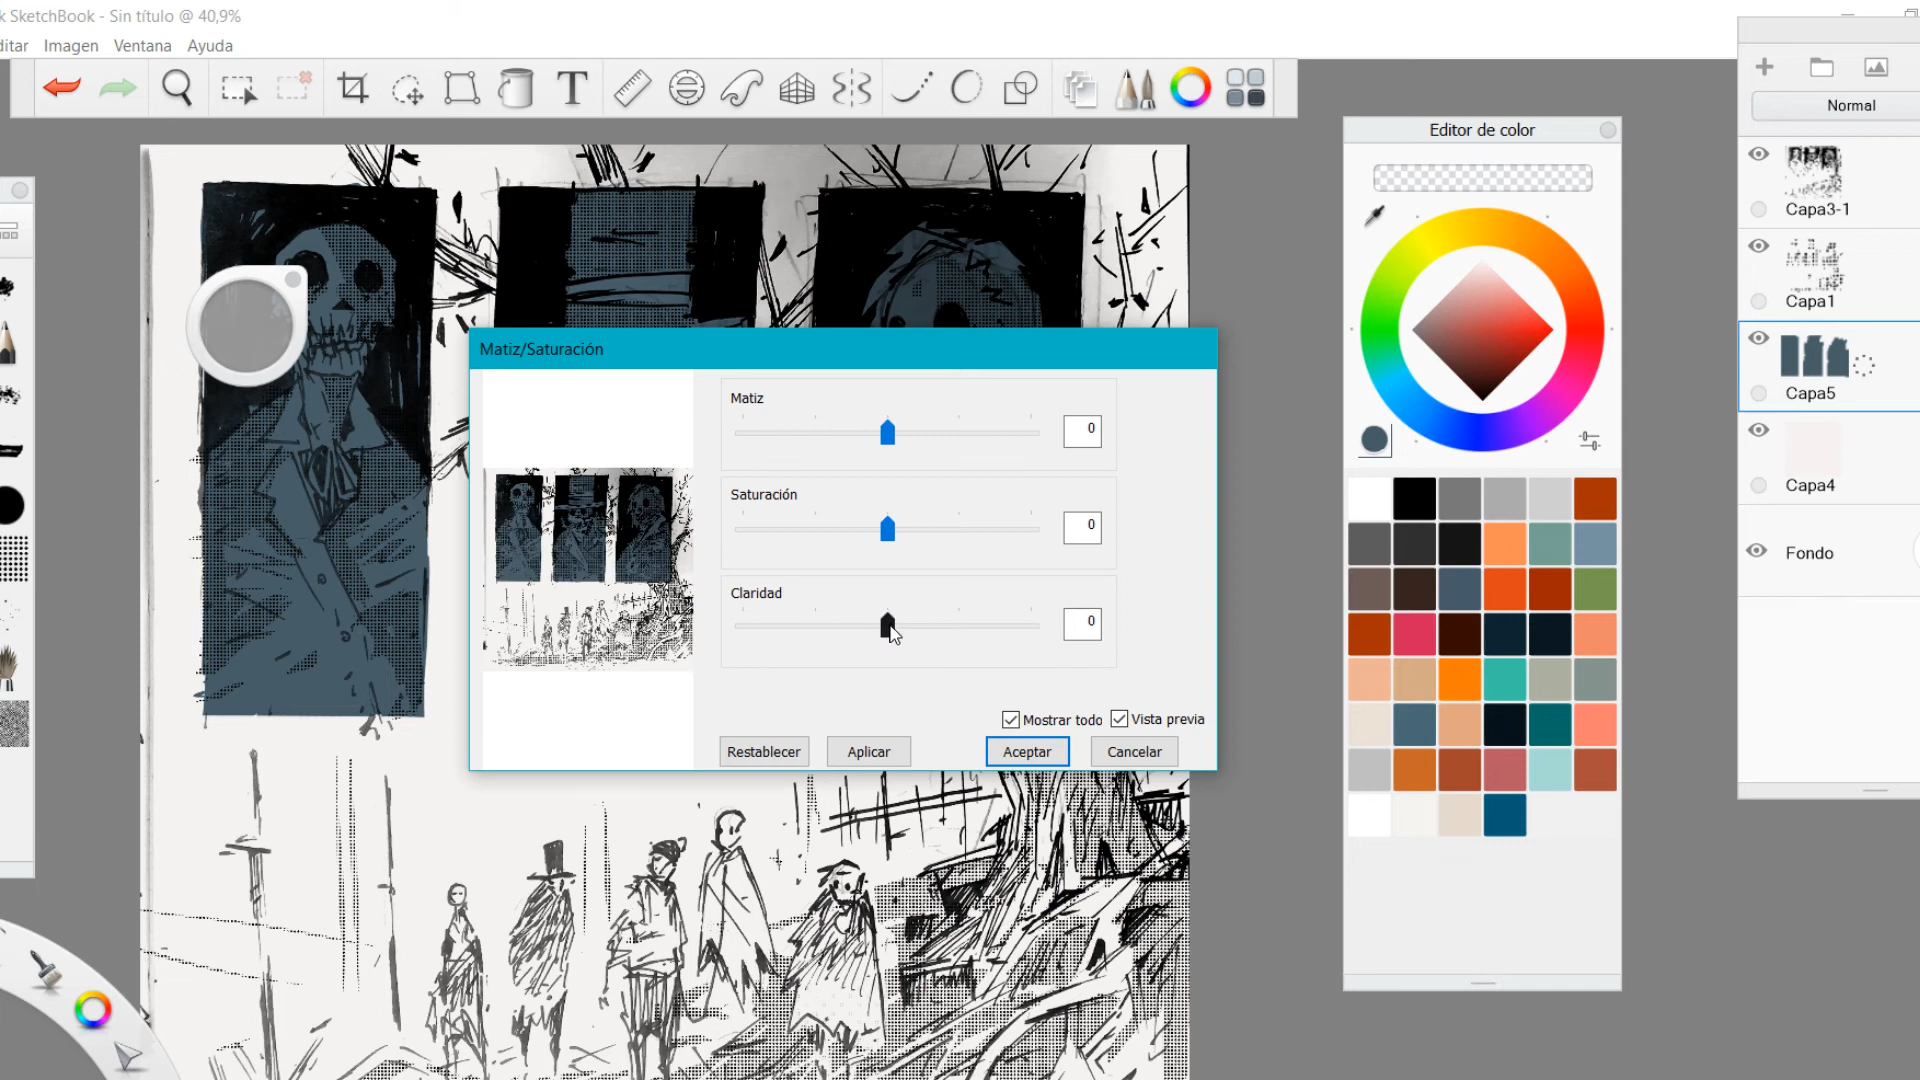 k SketchBook - Sin título @ 40,9%
ditar Imagen Ventana Ayuda
Normal
Editor de color
Capa3-1
Capa1
Capa5
Capa4
Fondo
Matiz/Saturación
Matiz
0
Saturación
0
Claridad
0
Mostrar todo Vista previa
Restablecer Aplicar Aceptar Cancelar